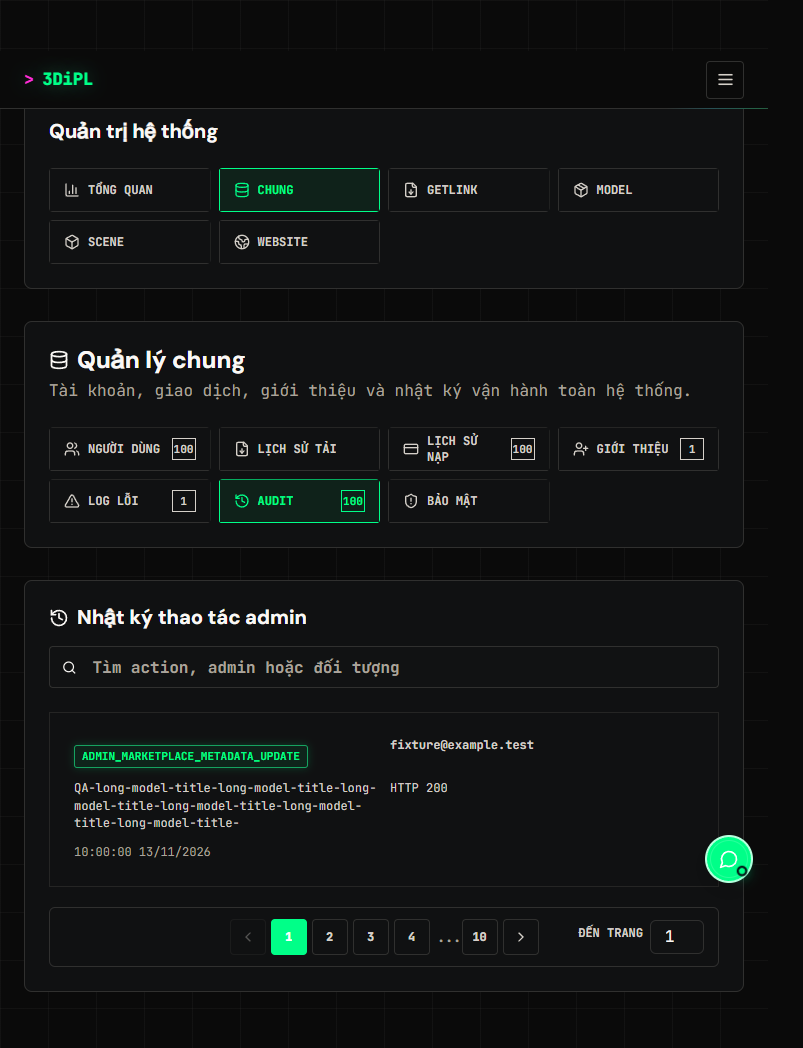 > 3DiPL
Quản trị hệ thống
TỔNG QUAN
CHUNG
GETLINK
MODEL
SCENE
WEBSITE
Quản lý chung
Tài khoản, giao dịch, giới thiệu và nhật ký vận hành toàn hệ thống.
NGƯỜI DÙNG 100
LỊCH SỬ TẢI
LỊCH SỬ
NẠP 100
GIỚI THIỆU 1
LOG LỖI 1
AUDIT 100
BẢO MẬT
Nhật ký thao tác admin
Tìm action, admin hoặc đối tượng
ADMIN_MARKETPLACE_METADATA_UPDATE
fixture@example.test
QA-long-model-title-long-model-title-long-
model-title-long-model-title-long-model-
title-long-model-title-
HTTP 200
10:00:00 13/11/2026
1 2 3 4 ... 10
ĐẾN TRANG 1